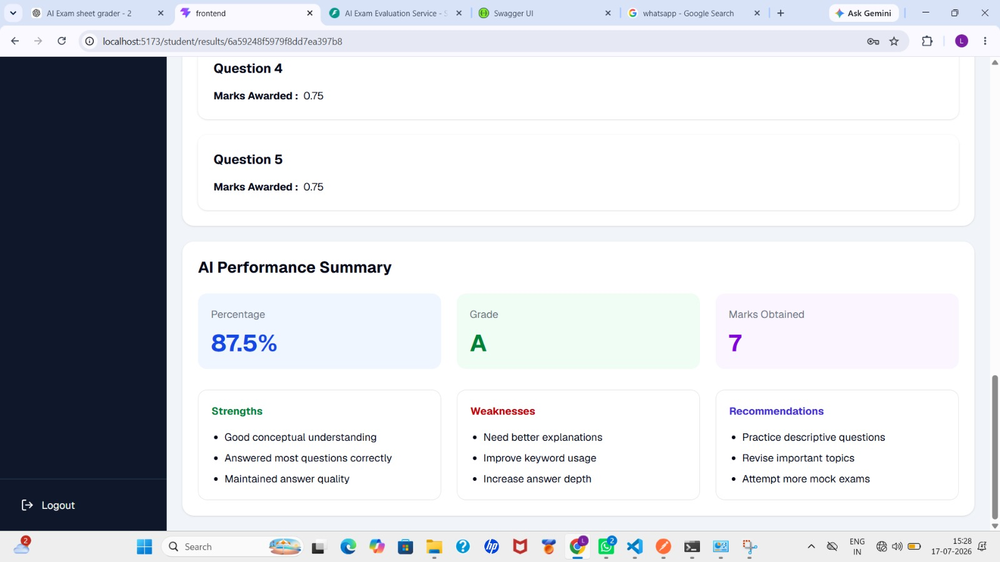 AI Exam sheet grader - 2
frontend
AI Exam Evaluation Service - S
Swagger UI
whatsapp - Google Search
Ask Gemini
localhost:5173/student/results/6a59248f5979f8dd7ea397b8
L
Question 4
Marks Awarded : 0.75
Question 5
Marks Awarded : 0.75
AI Performance Summary
Percentage
87.5%
Grade
A
Marks Obtained
7
Strengths
• Good conceptual understanding
• Answered most questions correctly
• Maintained answer quality
Weaknesses
• Need better explanations
• Improve keyword usage
• Increase answer depth
Recommendations
• Practice descriptive questions
• Revise important topics
• Attempt more mock exams
Logout
2
Search
hp
L
2
ENG
IN
15:28
17-07-2026